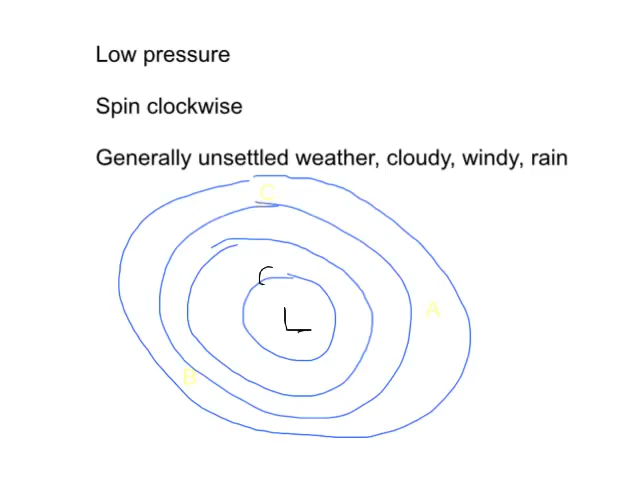 Low pressure
Spin clockwise
Generally unsettled weather, cloudy, windy, rain
C
L
A
B